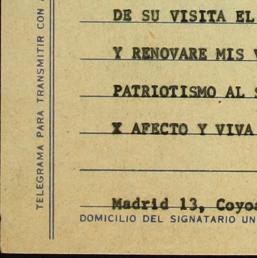 DE SU VISITA EL
Y RENOVARE MIS
PATRIOTISMO AL
X AFECTO Y VIVA
Madrid 13, Coyoa
DOMICILIO DEL SIGNATARIO UN
TELEGRAMA PARA TRANSMITIR CON